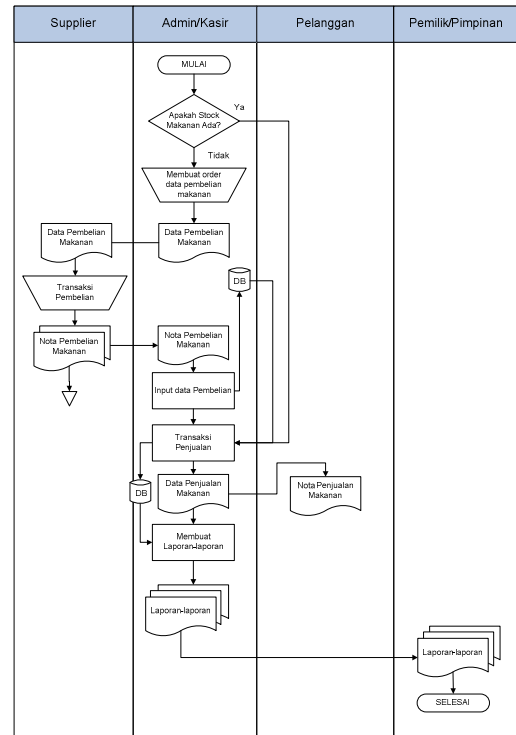 Supplier
Admin/Kasir
Pelanggan
Pemilik/Pimpinan
MULAI
Apakah Stock
Makanan Ada?
Ya
Tidak
Membuat order
data pembelian
makanan
Data Pembelian
Makanan
Data Pembelian
Makanan
Transaksi
Pembelian
DB
Nota Pembelian
Makanan
Nota Pembelian
Makanan
Input data Pembelian
Transaksi
Penjualan
DB
Data Penjualan
Makanan
Nota Penjualan
Makanan
Membuat
Laporan-laporan
Laporan-laporan
Laporan-laporan
SELESAI